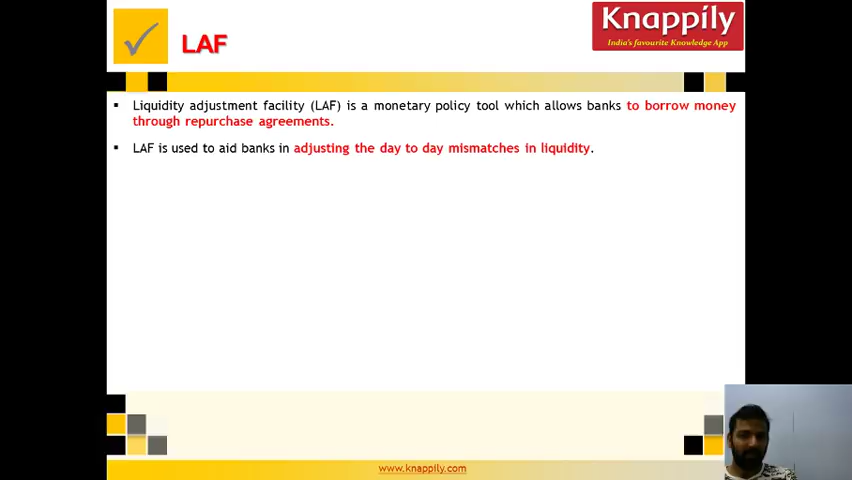 LAF
Knappily
India's favourite Knowledge App
▪ Liquidity adjustment facility (LAF) is a monetary policy tool which allows banks to borrow money
through repurchase agreements.
▪ LAF is used to aid banks in adjusting the day to day mismatches in liquidity.
www.knappily.com